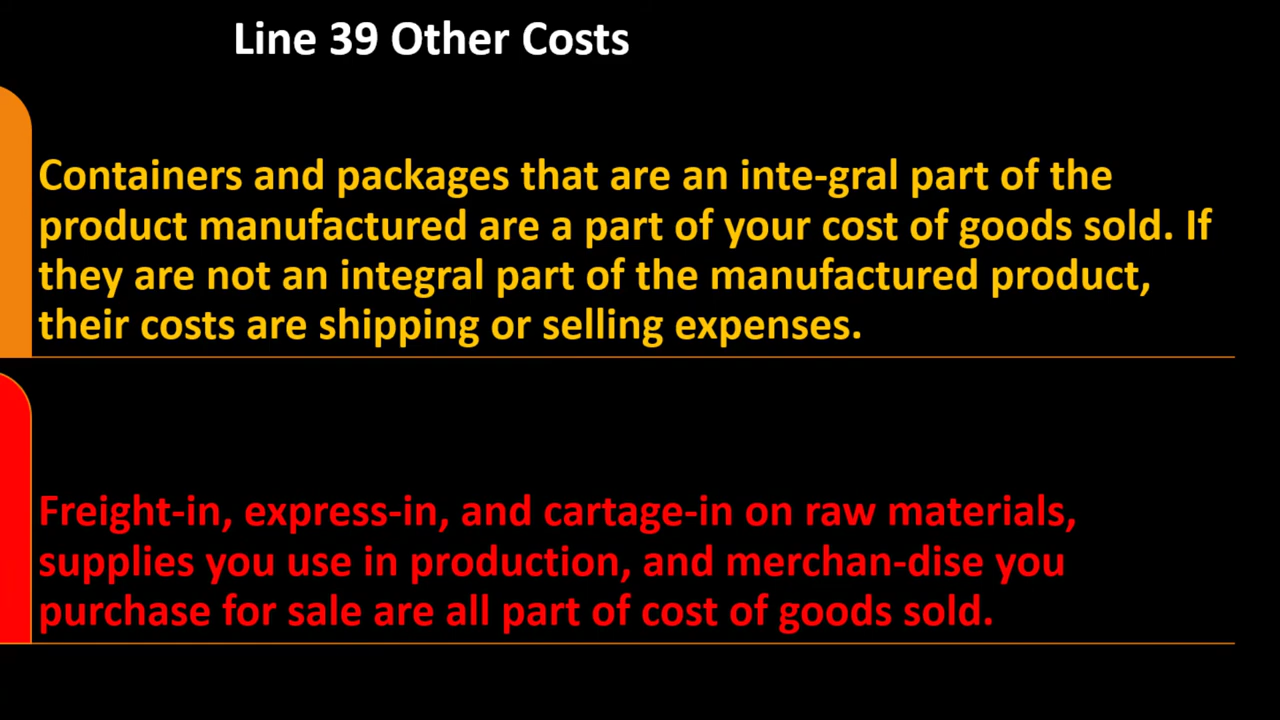 Line 39 Other Costs
Containers and packages that are an inte-gral part of the
product manufactured are a part of your cost of goods sold. If
they are not an integral part of the manufactured product,
their costs are shipping or selling expenses.
Freight-in, express-in, and cartage-in on raw materials,
supplies you use in production, and merchan-dise you
purchase for sale are all part of cost of goods sold.